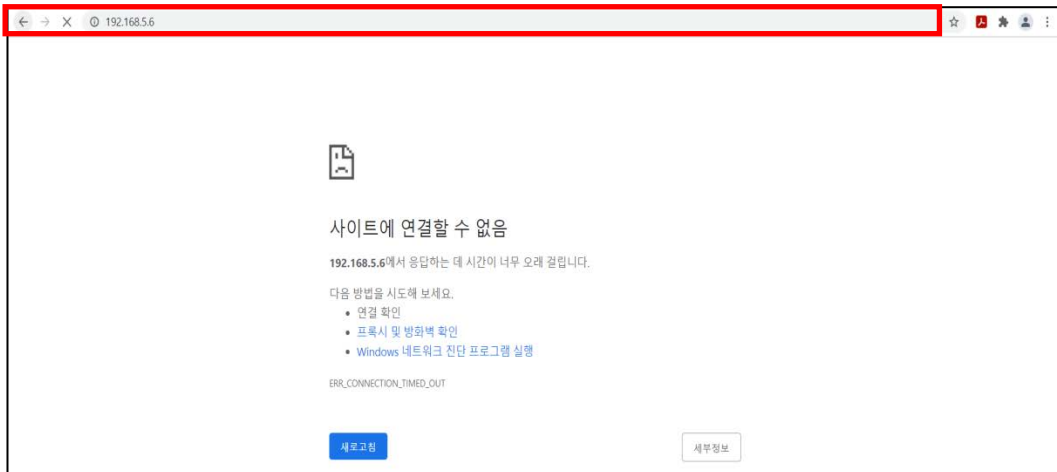 192.168.5.6
사이트에 연결할 수 없음
192.168.5.6에서 응답하는 데 시간이 너무 오래 걸립니다.
다음 방법을 시도해 보세요.
• 연결 확인
• 프록시 및 방화벽 확인
• Windows 네트워크 진단 프로그램 실행
ERR_CONNECTION_TIMED_OUT
새로고침 세부정보